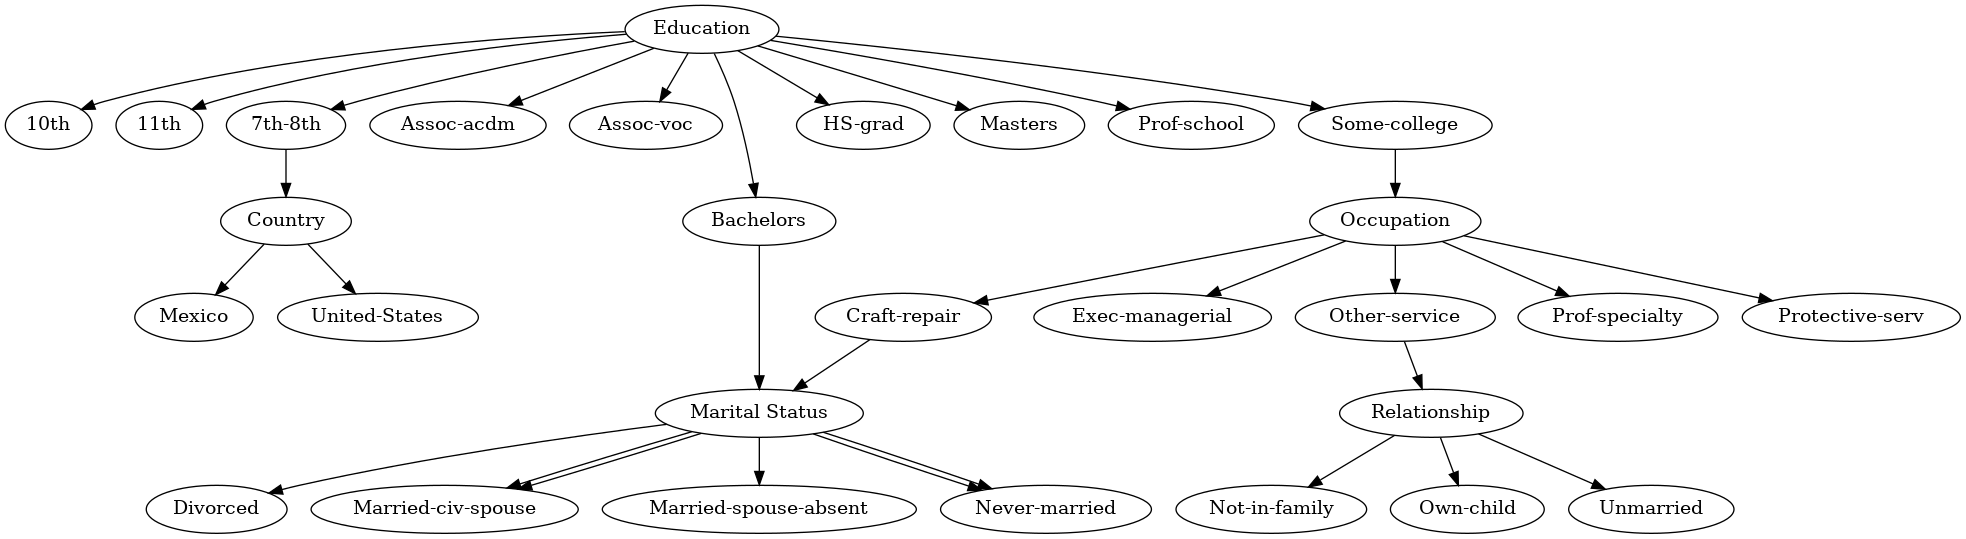 Education
10th
11th
7th-8th
Assoc-acdm
Assoc-voc
HS-grad
Masters
Prof-school
Some-college
Country
Bachelors
Occupation
Mexico
United-States
Craft-repair
Exec-managerial
Other-service
Prof-specialty
Protective-serv
Marital Status
Relationship
Divorced
Married-civ-spouse
Married-spouse-absent
Never-married
Not-in-family
Own-child
Unmarried